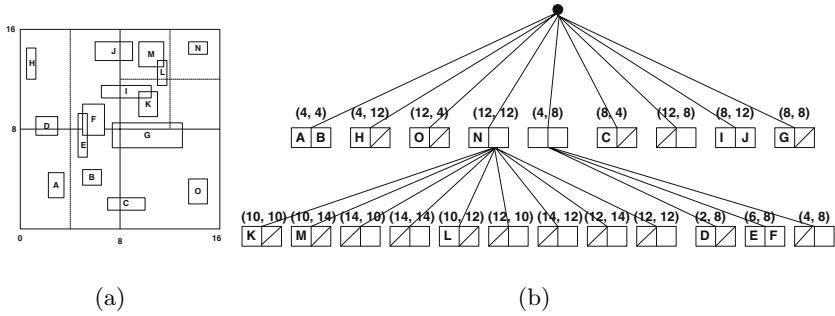 16
J
M
N
H
L
I
K
D
F
8
G
E
A
B
O
C
0
8
16
(a)
(4, 4) (4, 12) (12, 4) (12, 12) (4, 8) (8, 4) (12, 8) (8, 12) (8, 8)
A B H O N C I J G
(10, 10) (10, 14) (14, 10) (14, 14) (10, 12) (12, 10) (14, 12) (12, 14) (12, 12) (2, 8) (6, 8) (4, 8)
K M L D E F
(b)